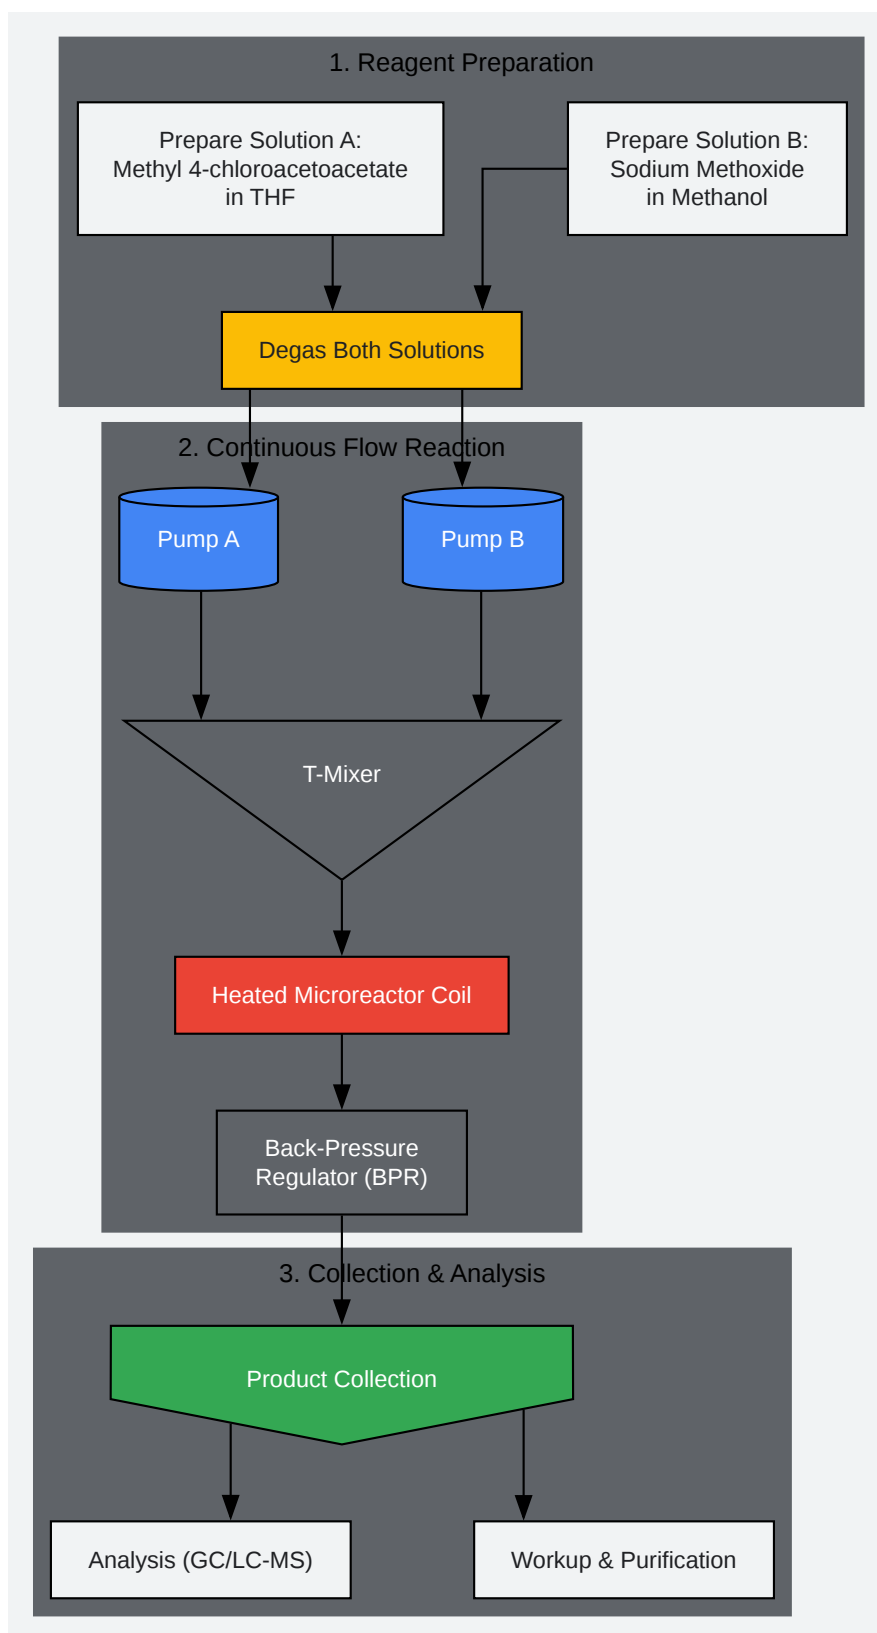 1. Reagent Preparation
Prepare Solution A:
Methyl 4-chloroacetoacetate
in THF
Prepare Solution B:
Sodium Methoxide
in Methanol
Degas Both Solutions
2. Continuous Flow Reaction
Pump A
Pump B
T-Mixer
Heated Microreactor Coil
Back-Pressure
Regulator (BPR)
3. Collection & Analysis
Product Collection
Analysis (GC/LC-MS)
Workup & Purification